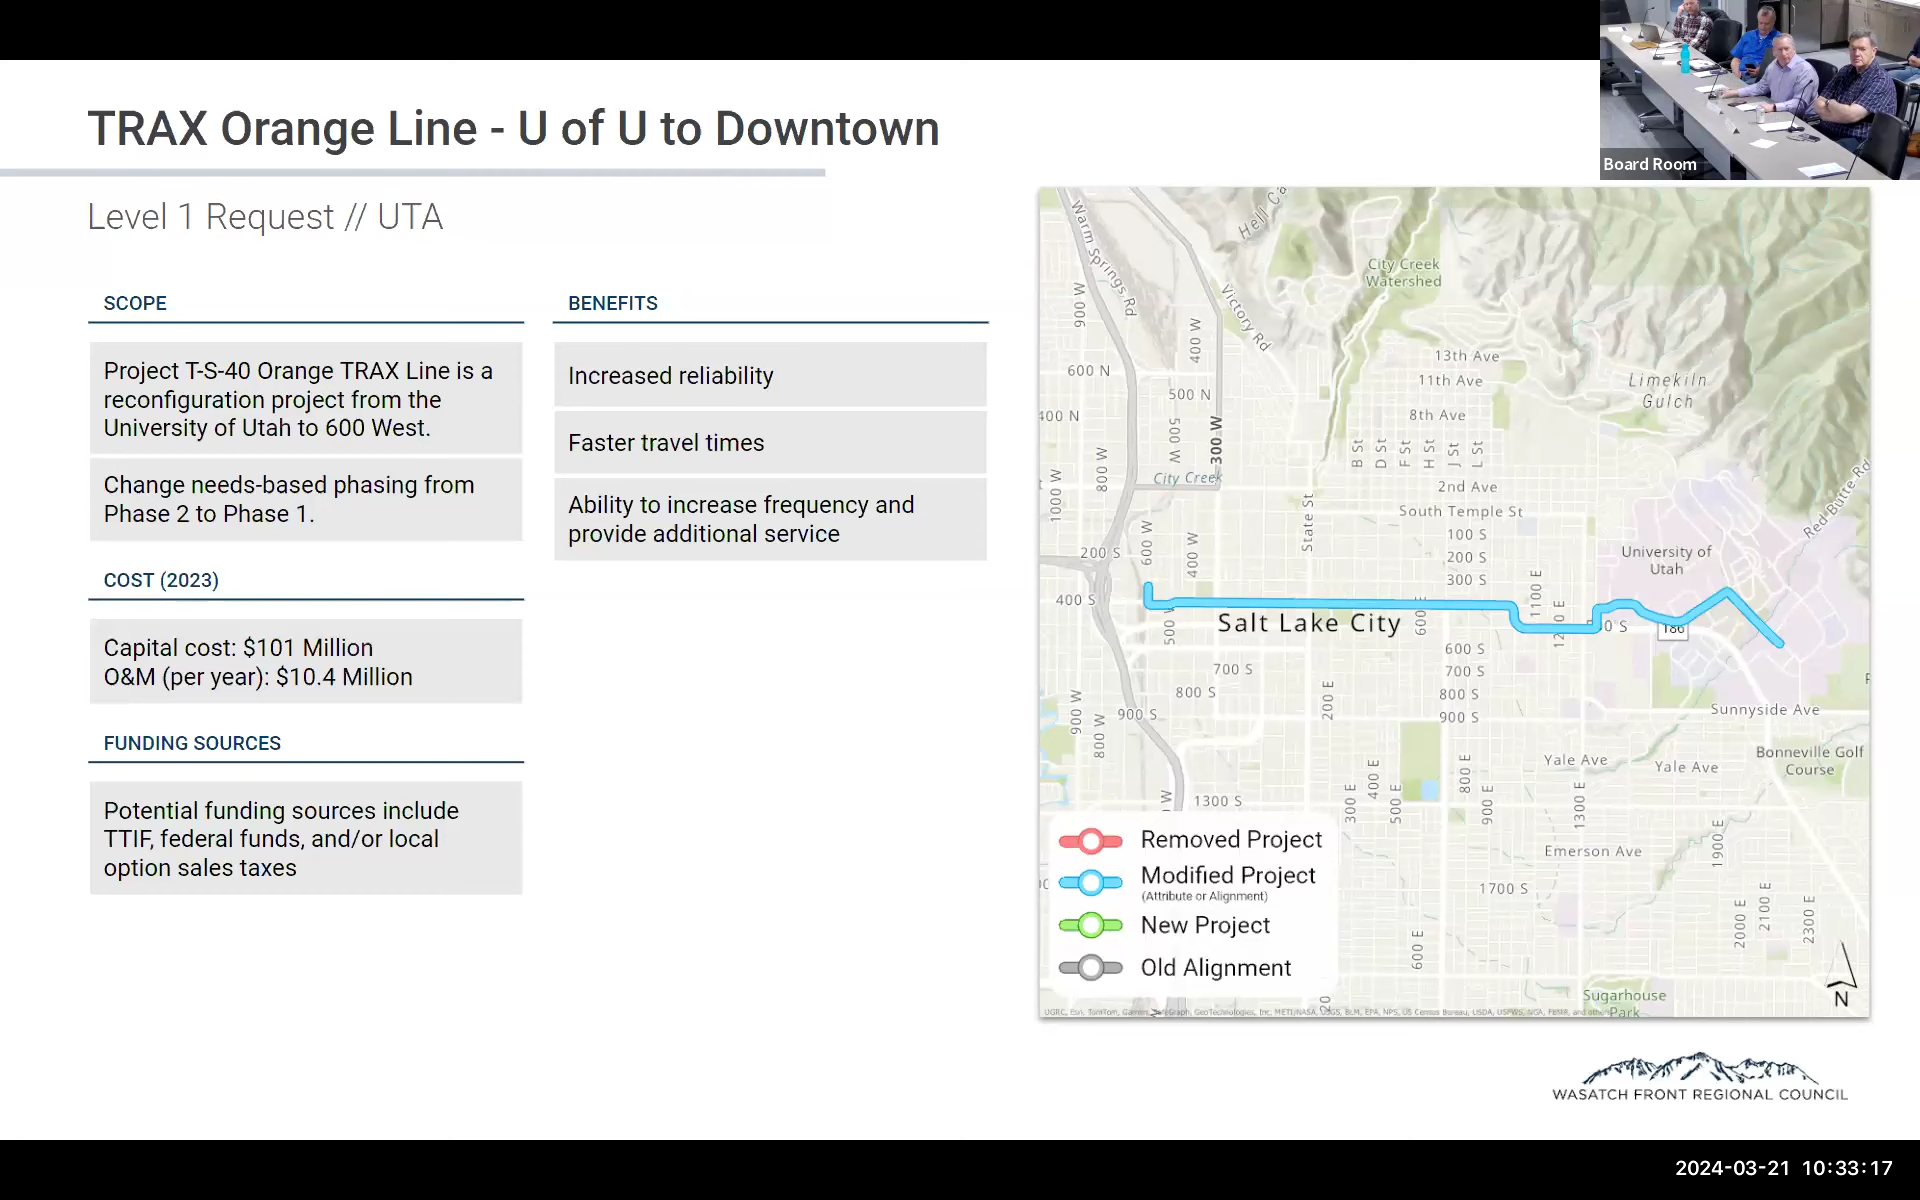 TRAX Orange Line - U of U to Downtown
Level 1 Request // UTA
SCOPE
Project T-S-40 Orange TRAX Line is a
reconfiguration project from the
University of Utah to 600 West.
Change needs-based phasing from
Phase 2 to Phase 1.
COST (2023)
Capital cost: $101 Million
O&M (per year): $10.4 Million
FUNDING SOURCES
Potential funding sources include
TTIF, federal funds, and/or local
option sales taxes
BENEFITS
Increased reliability
Faster travel times
Ability to increase frequency and
provide additional service
Board Room
Warm Springs Rd
Victory Rd
City Creek
Watershed
900 W
400 W
13th Ave
11th Ave
8th Ave
600 N
500 N
400 N
Limekiln
Gulch
500 W
300 W
800 W
1000 W
B St
D St
F St
H St
J St
L St
City Creek
2nd Ave
South Temple St
State St
Red Butte Rd
100 S
200 S
300 S
200 S
600 W
400 W
University of
Utah
400 S
1100 E
500 W
Salt Lake City
186
600 S
700 S
800 S
900 S
700 S
800 S
900 S
900 W
800 W
200 E
Sunnyside Ave
Bonneville Golf
Course
Yale Ave
Yale Ave
300 E
400 E
500 E
800 E
900 E
1300 E
1300 S
Emerson Ave
1900 E
1700 S
600 E
2000 E
2100 E
2300 E
Sugarhouse
Park
Removed Project
Modified Project
(Attribute or Alignment)
New Project
Old Alignment
N
WASATCH FRONT REGIONAL COUNCIL
2024-03-21 10:33:17